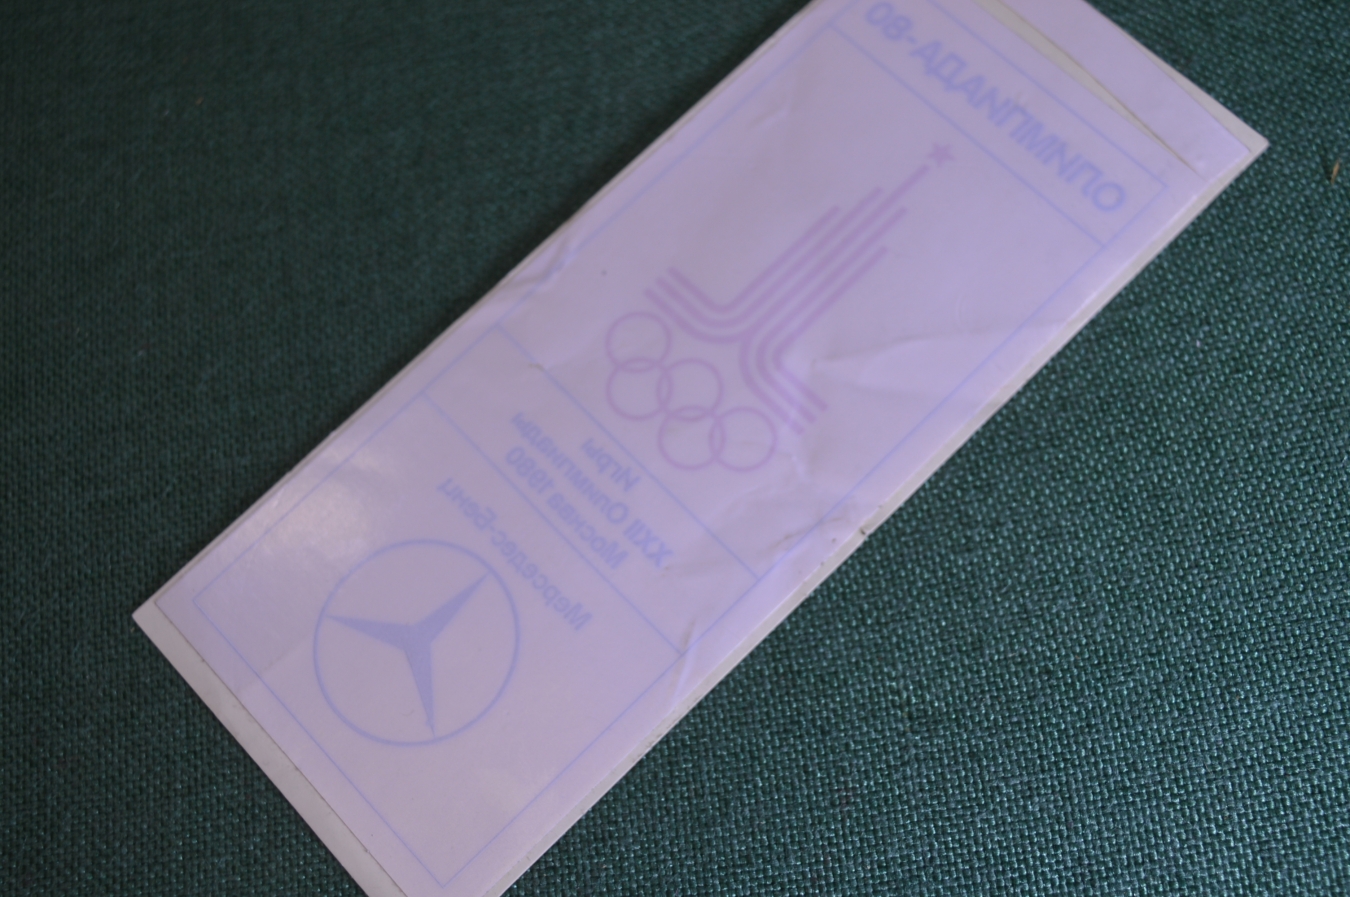 ОЛИМПИАДА-80
Игры
XXII Олимпиады
Москва 1980
Мерседес-Бенц